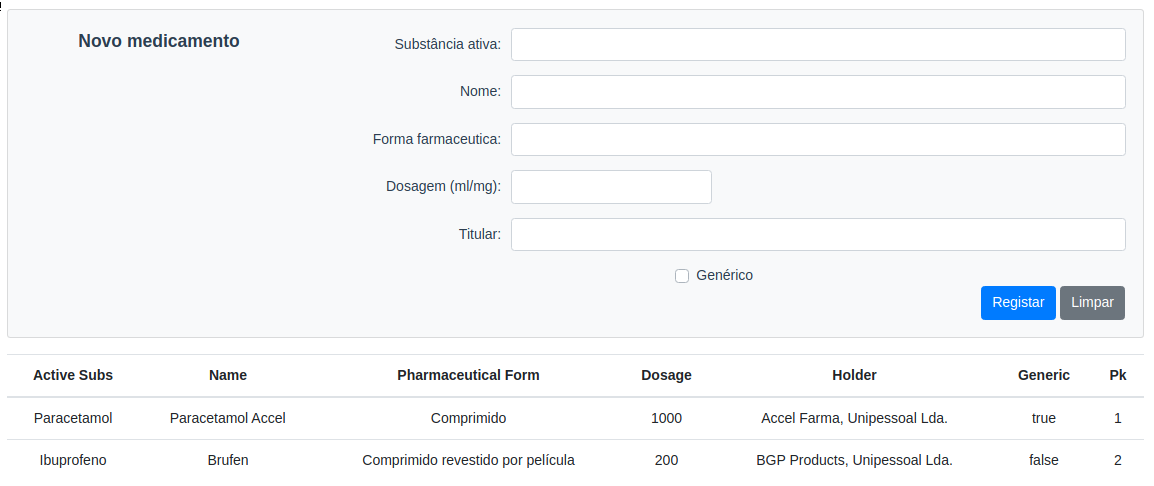 Novo medicamento
Substância ativa:
Nome:
Forma farmaceutica:
Dosagem (ml/mg):
Titular:
Genérico
Registar Limpar
Active Subs Name Pharmaceutical Form Dosage Holder Generic Pk
Paracetamol Paracetamol Accel Comprimido 1000 Accel Farma, Unipessoal Lda. true 1
Ibuprofeno Brufen Comprimido revestido por película 200 BGP Products, Unipessoal Lda. false 2